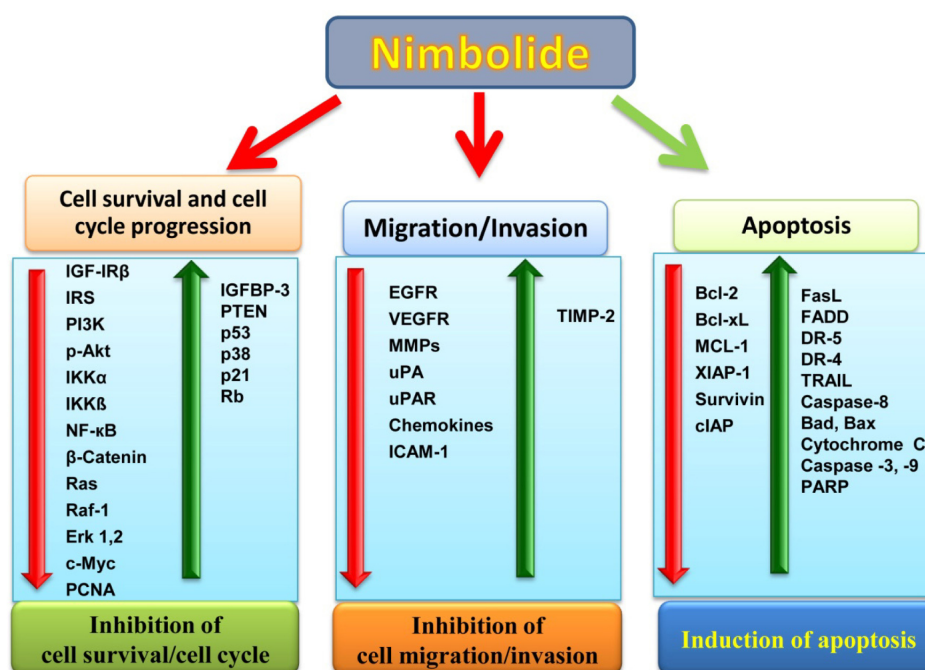 Nimbolide
Cell survival and cell
cycle progression
IGF-IRβ
IRS
PI3K
p-Akt
IKKα
IKKß
NF-κB
β-Catenin
Ras
Raf-1
Erk 1,2
c-Myc
PCNA
IGFBP-3
PTEN
p53
p38
p21
Rb
Inhibition of
cell survival/cell cycle
Migration/Invasion
EGFR
VEGFR
MMPs
uPA
uPAR
Chemokines
ICAM-1
TIMP-2
Inhibition of
cell migration/invasion
Apoptosis
Bcl-2
Bcl-xL
MCL-1
XIAP-1
Survivin
cIAP
FasL
FADD
DR-5
DR-4
TRAIL
Caspase-8
Bad, Bax
Cytochrome C
Caspase -3, -9
PARP
Induction of apoptosis